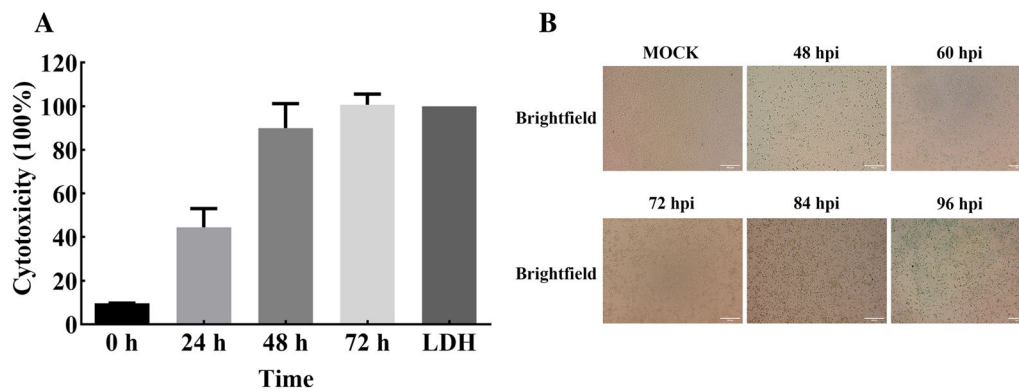 A
Cytotoxicity (100%)
120
100
80
60
40
20
0
0 h 24 h 48 h 72 h LDH
Time
B
MOCK 48 hpi 60 hpi
Brightfield
72 hpi 84 hpi 96 hpi
Brightfield